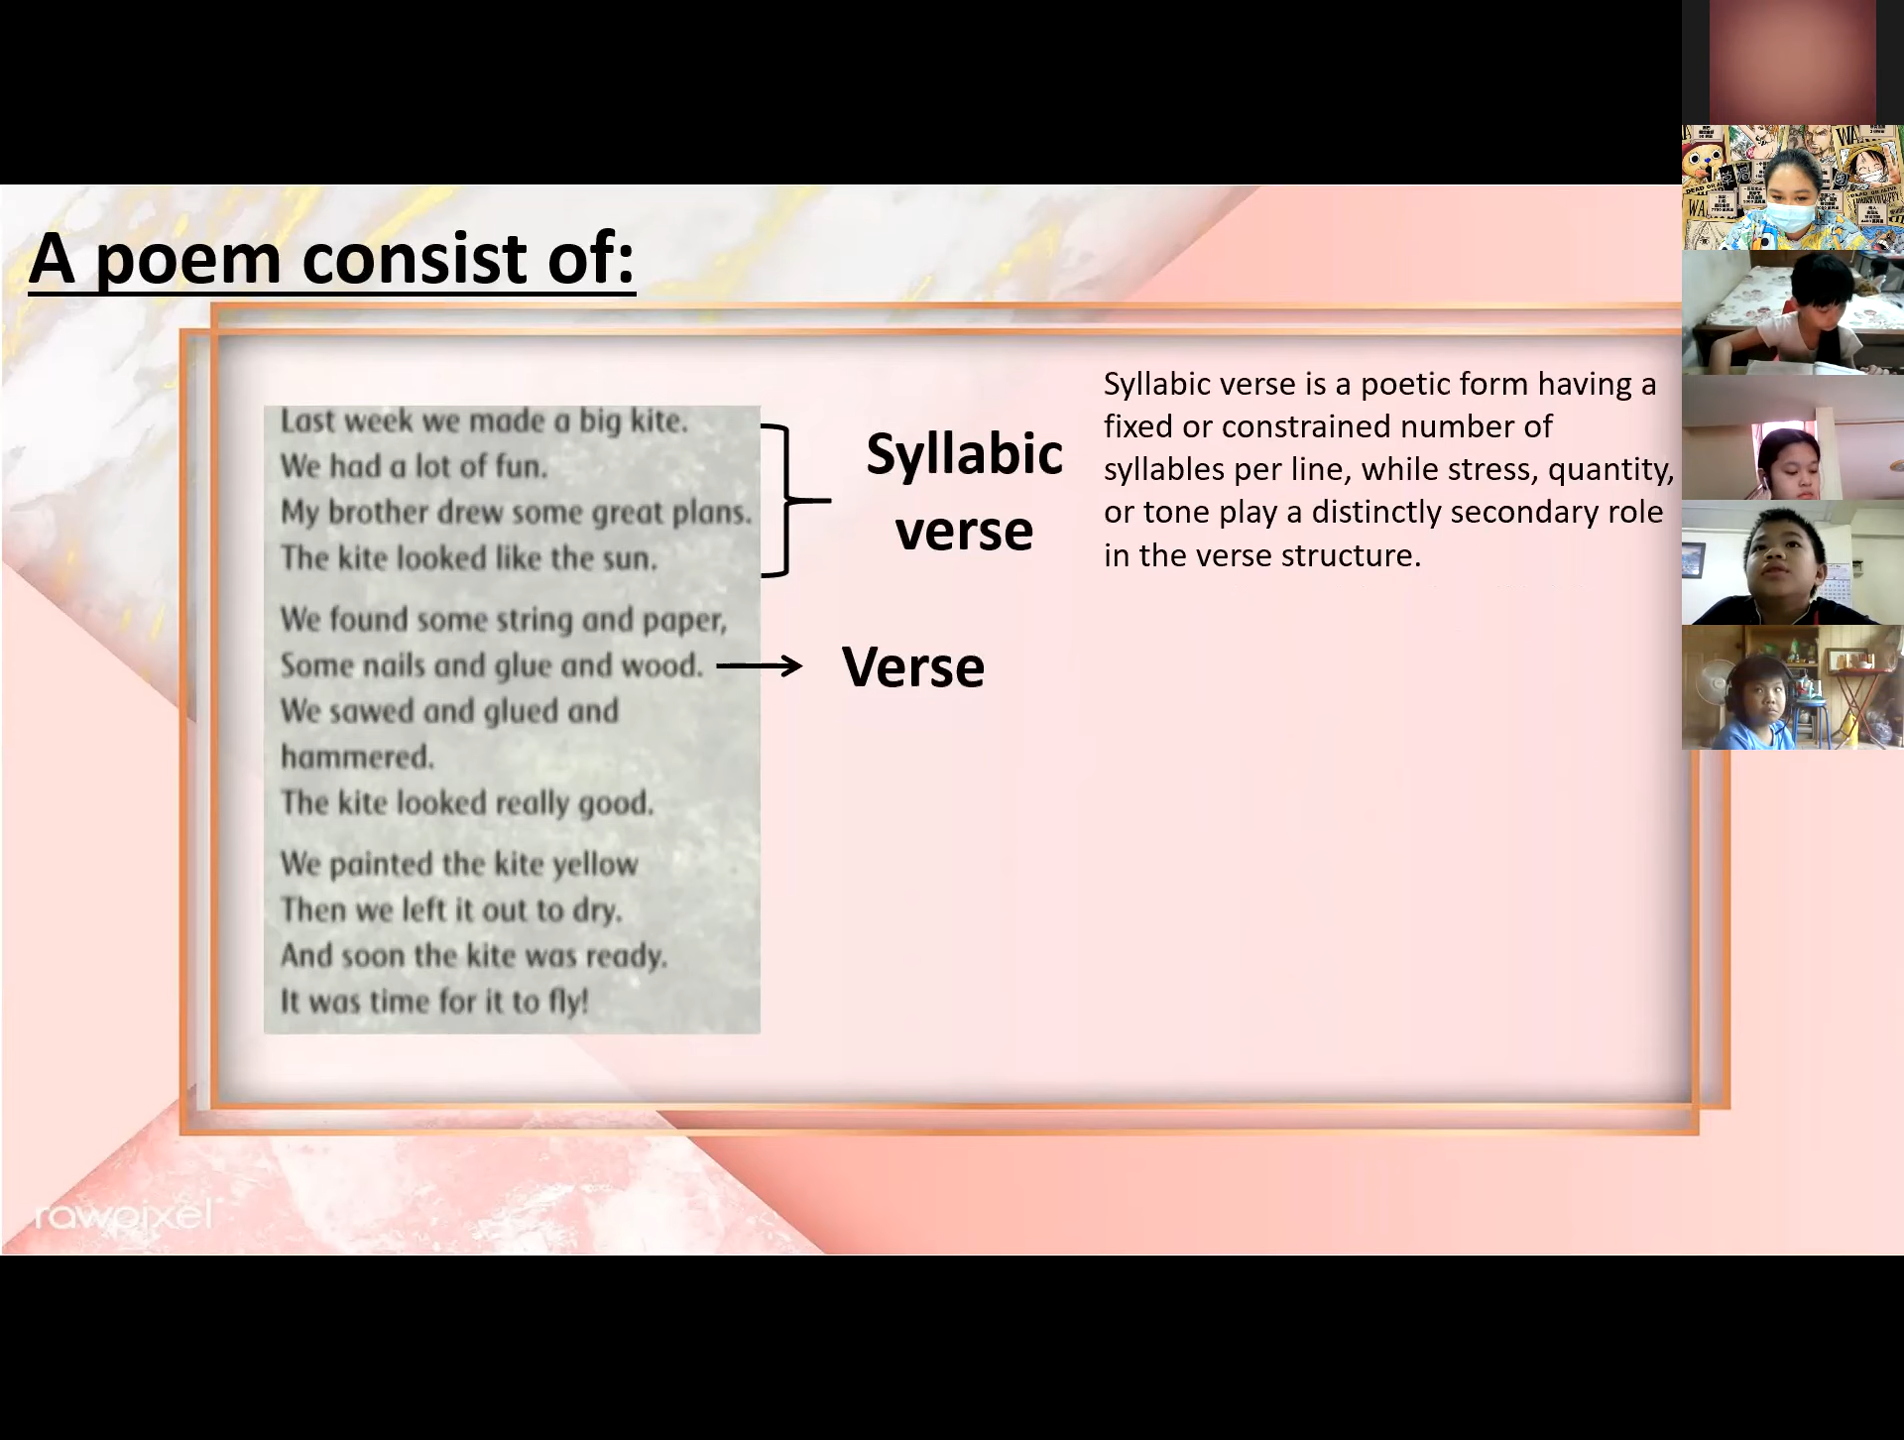 A poem consist of:
Last week we made a big kite.
We had a lot of fun.
My brother drew some great plans.
The kite looked like the sun.
We found some string and paper,
Some nails and glue and wood.
We sawed and glued and
hammered.
The kite looked really good.
We painted the kite yellow
Then we left it out to dry.
And soon the kite was ready.
It was time for it to fly!
Syllabic
verse
Verse
Syllabic verse is a poetic form having a
fixed or constrained number of
syllables per line, while stress, quantity,
or tone play a distinctly secondary role
in the verse structure.
rawpixel